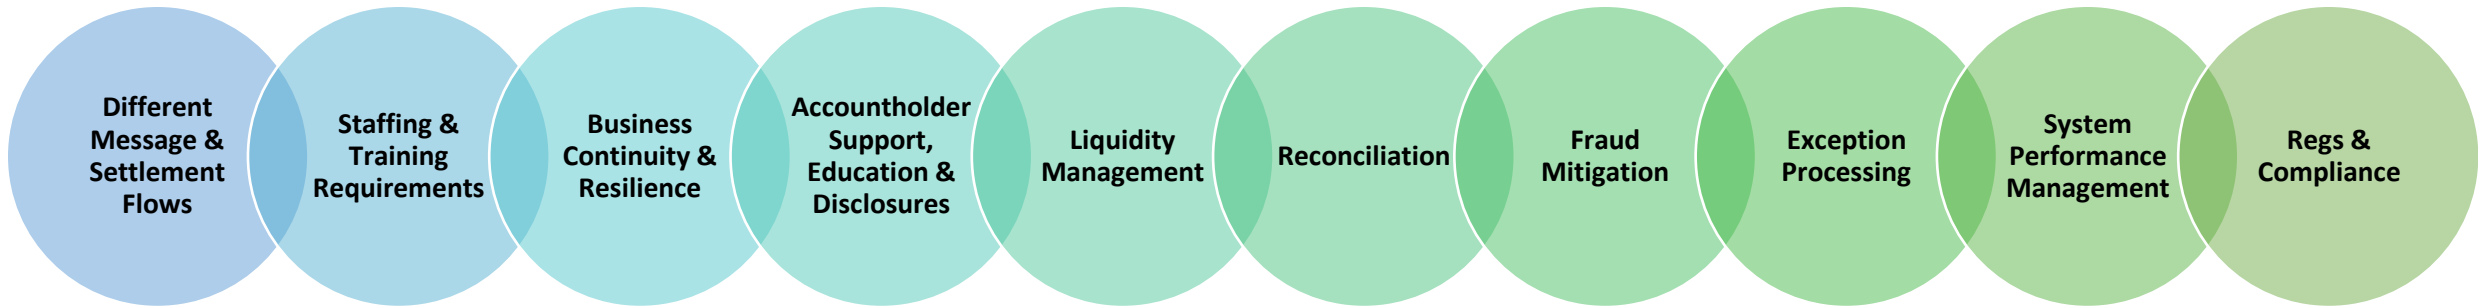 Different
Message &
Settlement
Flows
Staffing &
Training
Requirements
Business
Continuity &
Resilience
Accountholder
Support,
Education &
Disclosures
Liquidity
Management
Reconciliation
Fraud
Mitigation
Exception
Processing
System
Performance
Management
Regs &
Compliance